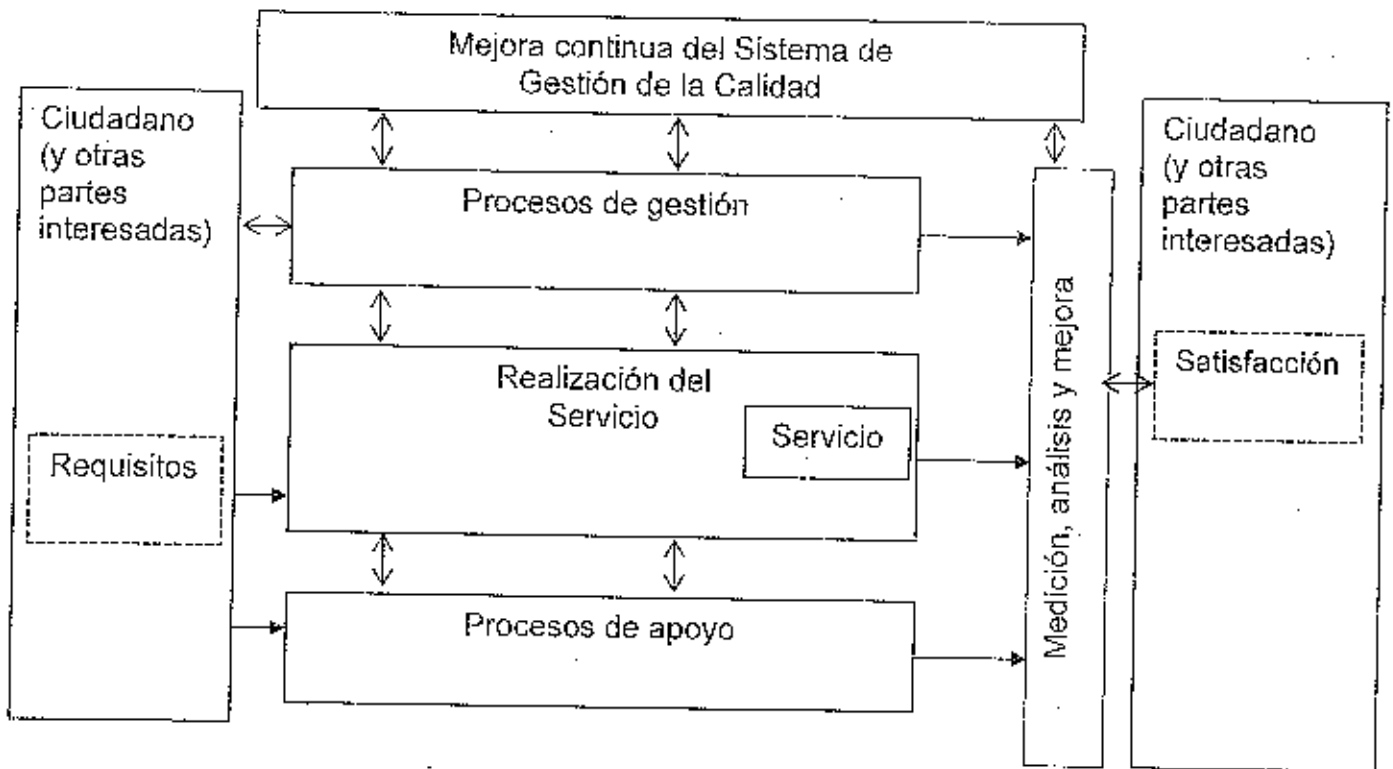 Mejora continua del Sistema de
Gestión de la Calidad
Ciudadano
(y otras
partes
interesadas)
Requisitos
Procesos de gestión
Realización del
Servicio
Servicio
Procesos de apoyo
Medición, análisis y mejora
Ciudadano
(y otras
partes
interesadas)
Satisfacción